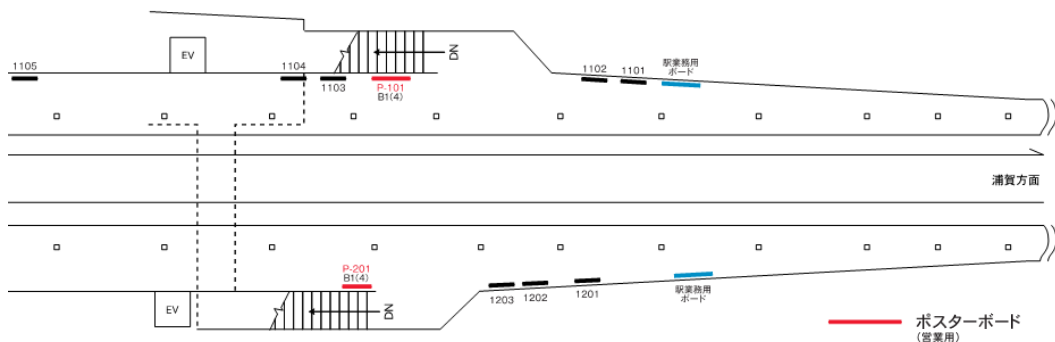 EV
DN
1105
1104
1103
P-101
B1(4)
1102
1101
駅業務用
ボード
浦賀方面
P-201
B1(4)
EV
DN
1203
1202
1201
駅業務用
ボード
ポスターボード
(営業用)